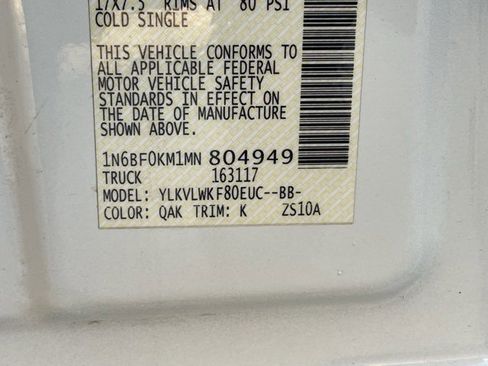 17X7.5 RIMS AT 80 PSI
COLD SINGLE
THIS VEHICLE CONFORMS TO
ALL APPLICABLE FEDERAL
MOTOR VEHICLE SAFETY
STANDARDS IN EFFECT ON
THE DATE OF MANUFACTURE
SHOWN ABOVE.
1N6BF0KM1MN 804949
TRUCK 163117
MODEL: YLKVLWKF80EUC--BB-
COLOR: QAK TRIM: K ZS10A